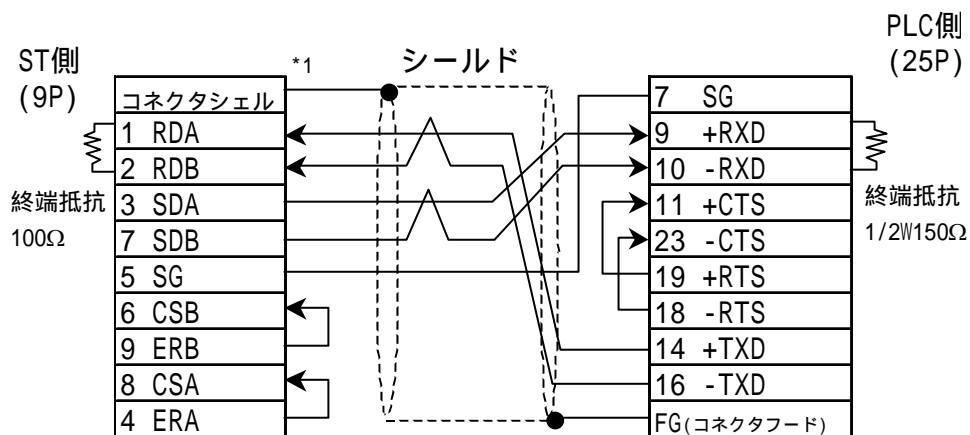 ST側
(9P)
*1
シールド
PLC側
(25P)
コネクタシェル
1 RDA
2 RDB
3 SDA
7 SDB
5 SG
6 CSB
9 ERB
8 CSA
4 ERA
終端抵抗
100Ω
7 SG
9 +RXD
10 -RXD
11 +CTS
23 -CTS
19 +RTS
18 -RTS
14 +TXD
16 -TXD
FG(コネクタフード)
終端抵抗
1/2W150Ω